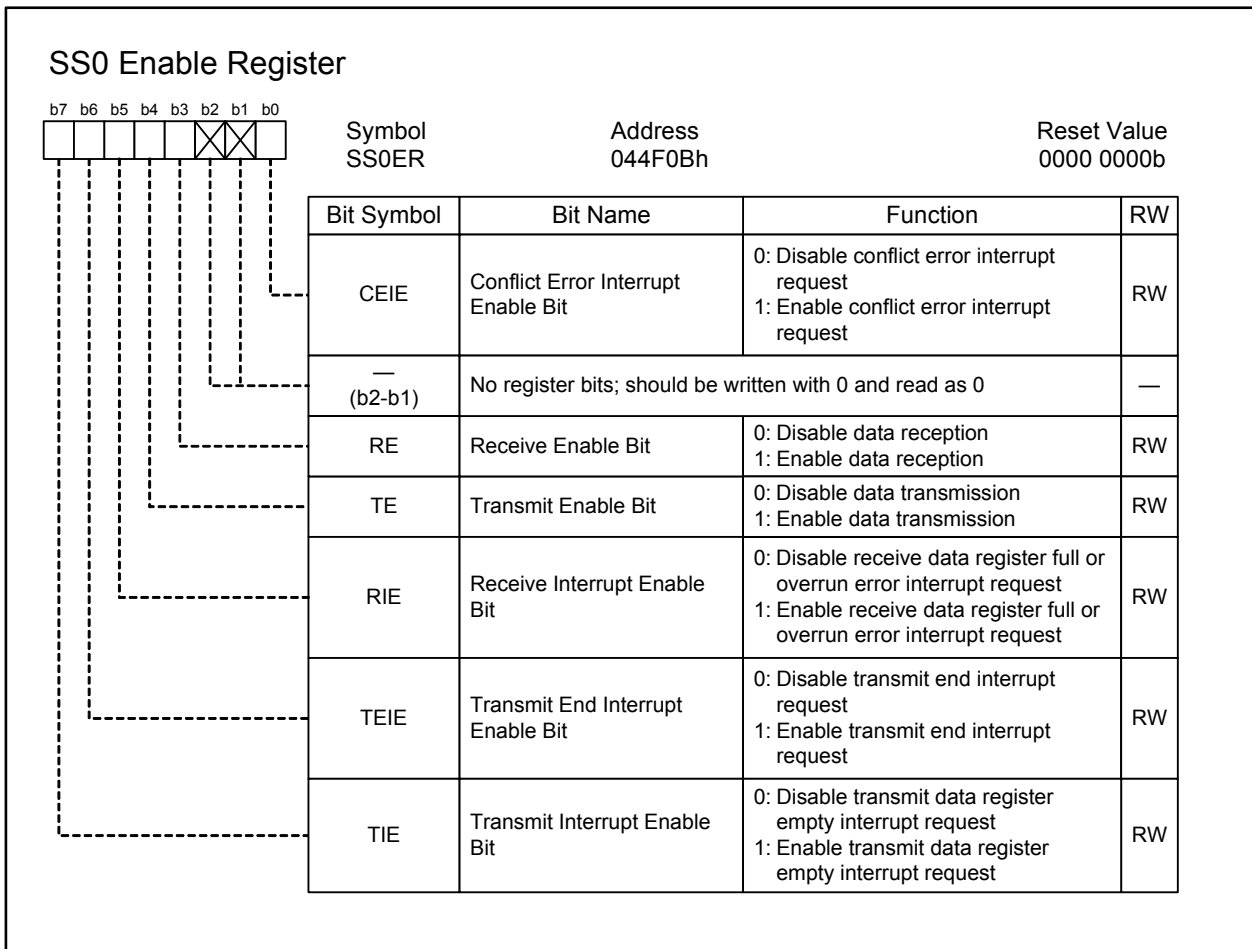 SS0 Enable Register
b7 b6 b5 b4 b3 b2 b1 b0
Symbol Address Reset Value
SS0ER 044F0Bh 0000 0000b
Bit Symbol Bit Name Function RW
CEIE
Conflict Error Interrupt
Enable Bit
0: Disable conflict error interrupt
request
1: Enable conflict error interrupt
request
RW
—
(b2-b1)
No register bits; should be written with 0 and read as 0
—
RE
Receive Enable Bit
0: Disable data reception
1: Enable data reception
RW
TE
Transmit Enable Bit
0: Disable data transmission
1: Enable data transmission
RW
RIE
Receive Interrupt Enable
Bit
0: Disable receive data register full or
overrun error interrupt request
1: Enable receive data register full or
overrun error interrupt request
RW
TEIE
Transmit End Interrupt
Enable Bit
0: Disable transmit end interrupt
request
1: Enable transmit end interrupt
request
RW
TIE
Transmit Interrupt Enable
Bit
0: Disable transmit data register
empty interrupt request
1: Enable transmit data register
empty interrupt request
RW